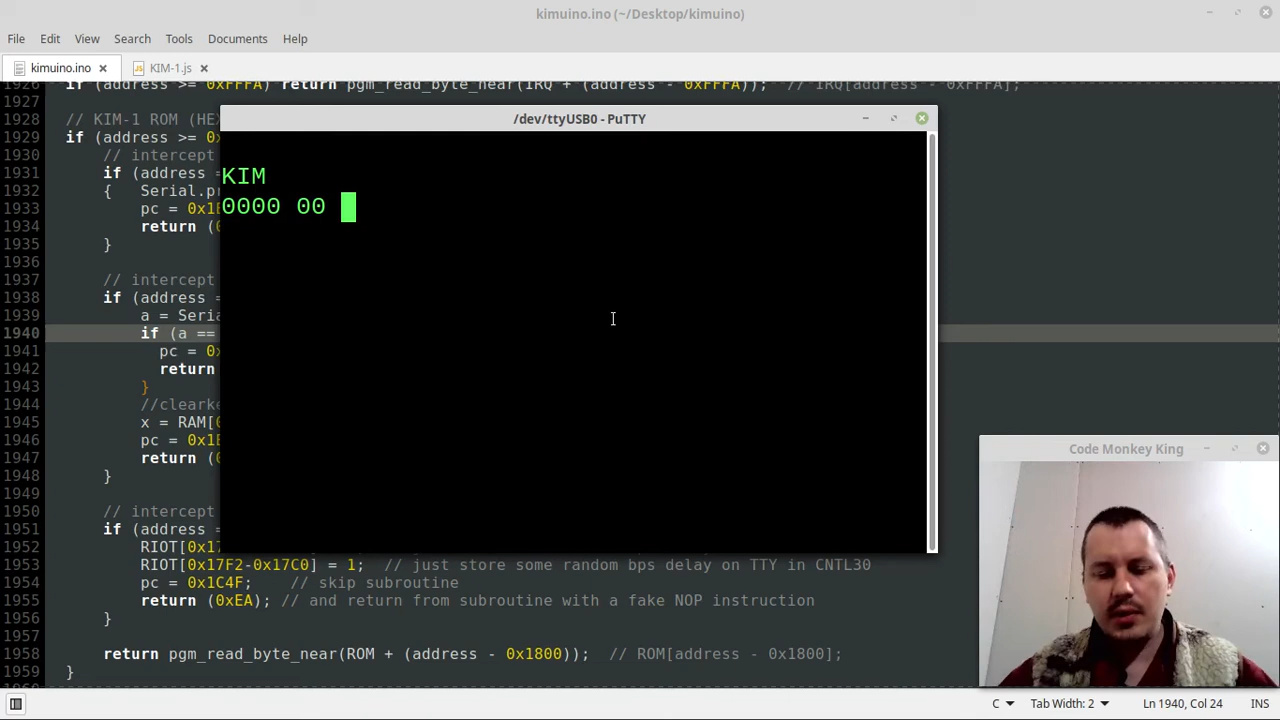 kimuino.ino (~/Desktop/kimuino)
File Edit View Search Tools Documents Help
kimuino.ino KIM-1.js
1926 if (address >= 0xFFFA) return pgm_read_byte_near(IRQ + (address - 0xFFFA)); // IRQ[address - 0xFFFA];
1927
1928 // KIM-1 ROM (HE
1929 if (address >= 0
1930 // intercept
1931 if (address =
1932 { Serial.pr
1933 pc = 0x1
1934 return (
1935 }
1936
1937 // intercept
1938 if (address =
1939 a = Seria
1940 if (a ==
1941 pc = 0
1942 return
1943 }
1944 //clearke
1945 x = RAM[
1946 pc = 0x1
1947 return (
1948 }
1949
1950 // intercept
1951 if (address =
1952 RIOT[0x17
1953 RIOT[0x17F2-0x17C0] = 1; // just store some random bps delay on TTY in CNTL30
1954 pc = 0x1C4F; // skip subroutine
1955 return (0xEA); // and return from subroutine with a fake NOP instruction
1956 }
1957
1958 return pgm_read_byte_near(ROM + (address - 0x1800)); // ROM[address - 0x1800];
1959 }
/dev/ttyUSB0 - PuTTY
KIM
0000 00
Code Monkey King
C Tab Width: 2 Ln 1940, Col 24 INS